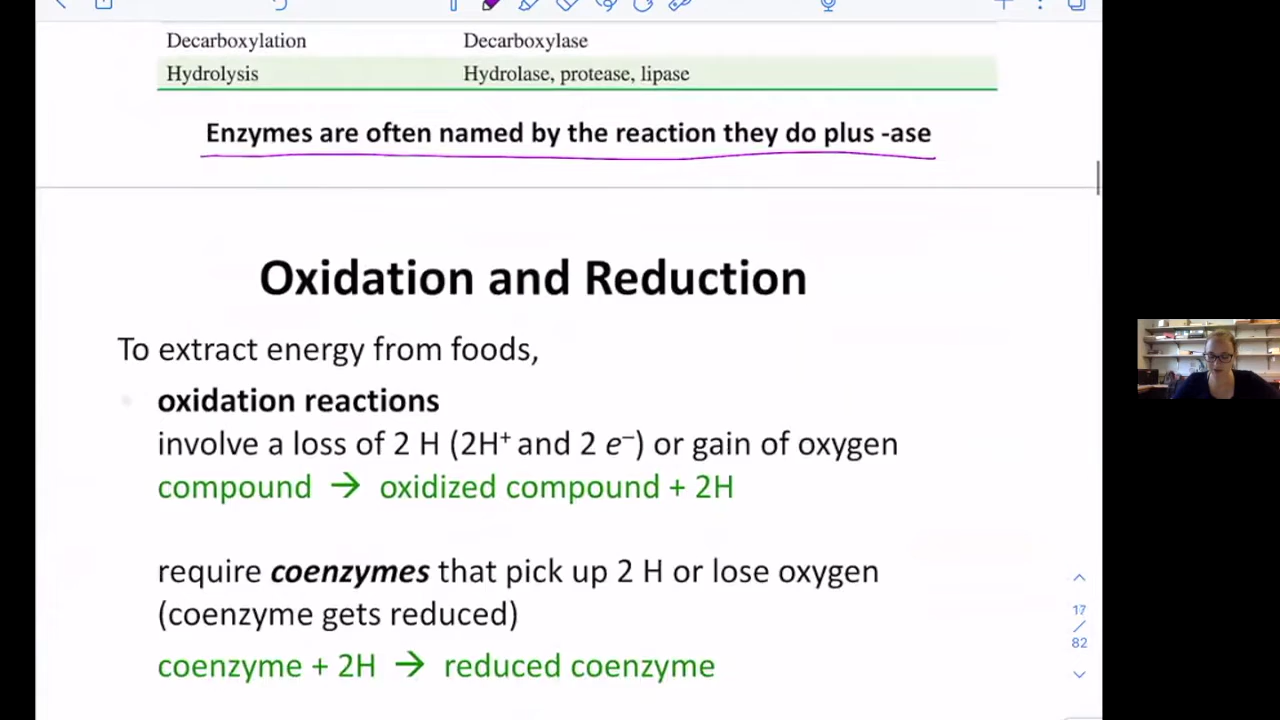 Decarboxylation Decarboxylase
Hydrolysis Hydrolase, protease, lipase
Enzymes are often named by the reaction they do plus -ase
Oxidation and Reduction
To extract energy from foods,
oxidation reactions
involve a loss of 2 H (2H⁺ and 2 e⁻) or gain of oxygen
compound → oxidized compound + 2H
require coenzymes that pick up 2 H or lose oxygen
(coenzyme gets reduced)
coenzyme + 2H → reduced coenzyme
17
/
82